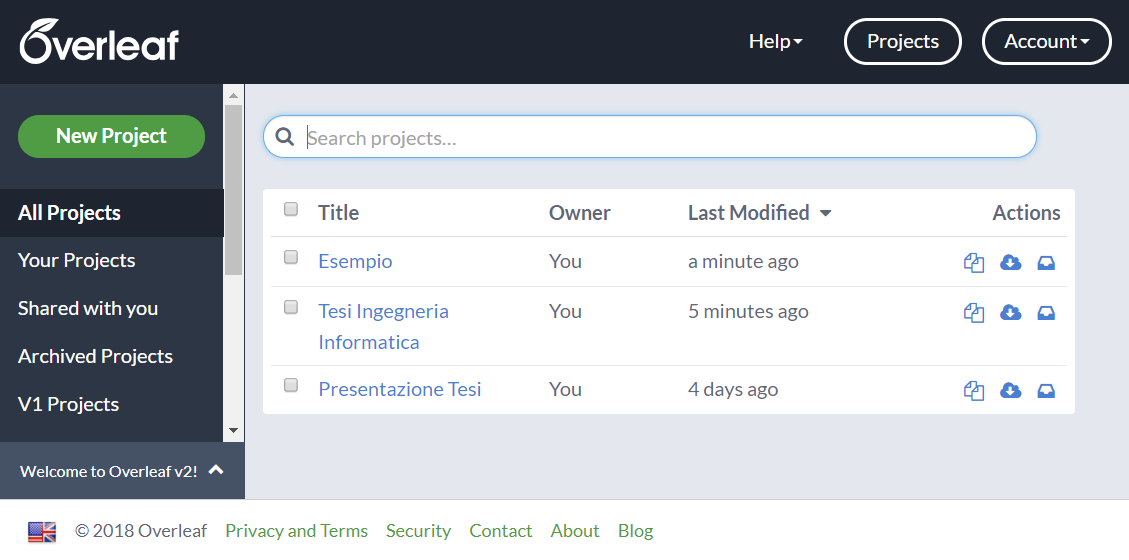 Overleaf
Help
Projects
Account
New Project
Search projects...
All Projects
Your Projects
Shared with you
Archived Projects
V1 Projects
Welcome to Overleaf v2!
Title Owner Last Modified Actions
Esempio You a minute ago
Tesi Ingegneria You 5 minutes ago
Informatica
Presentazione Tesi You 4 days ago
© 2018 Overleaf Privacy and Terms Security Contact About Blog